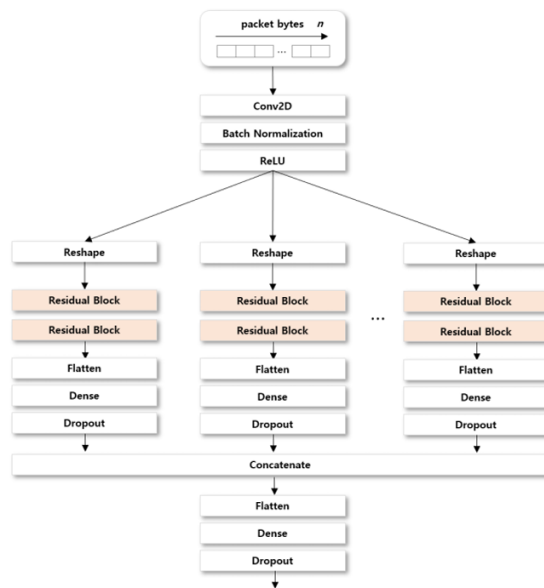 packet bytes n
...
Conv2D
Batch Normalization
ReLU
Reshape Reshape Reshape
Residual Block Residual Block Residual Block
...
Residual Block Residual Block Residual Block
Flatten Flatten Flatten
Dense Dense Dense
Dropout Dropout Dropout
Concatenate
Flatten
Dense
Dropout